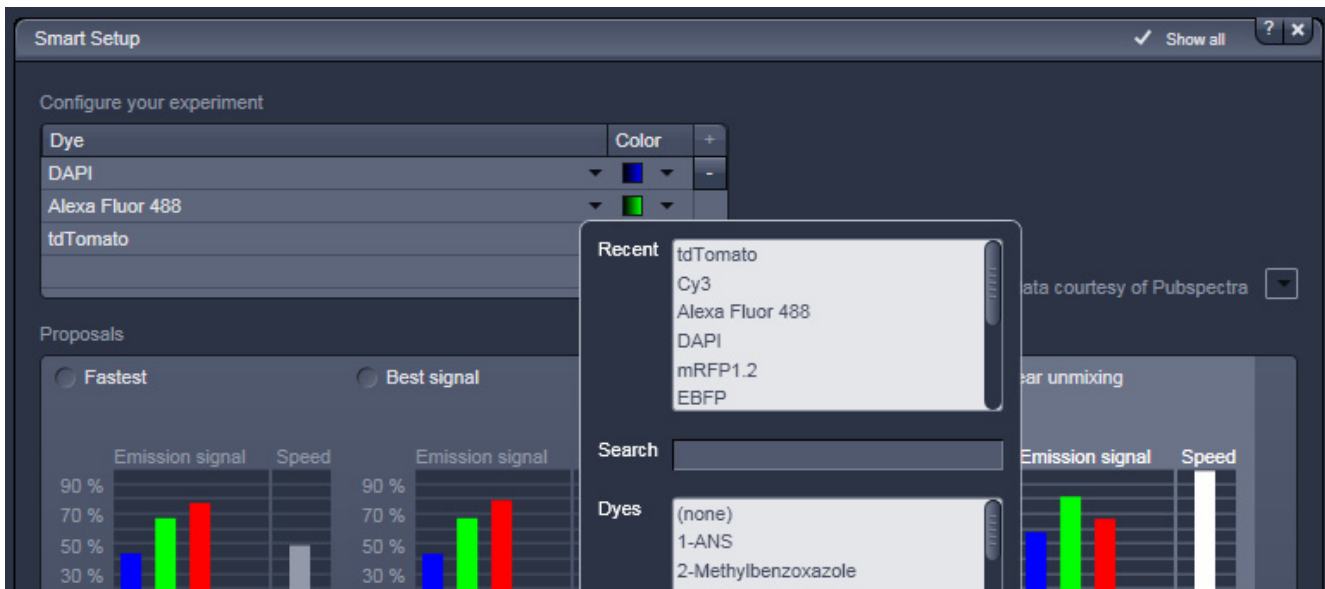 Smart Setup
Show all
? ×
Configure your experiment
Dye Color +
DAPI -
Alexa Fluor 488
tdTomato
Recent
tdTomato
Cy3
Alexa Fluor 488
DAPI
mRFP1.2
EBFP
ata courtesy of Pubspectra
Proposals
Fastest
Best signal
ear unmixing
Search
Emission signal Speed
Emission signal
Emission signal Speed
90 %
70 %
50 %
30 %
90 %
70 %
50 %
30 %
Dyes
(none)
1-ANS
2-Methylbenzoxazole